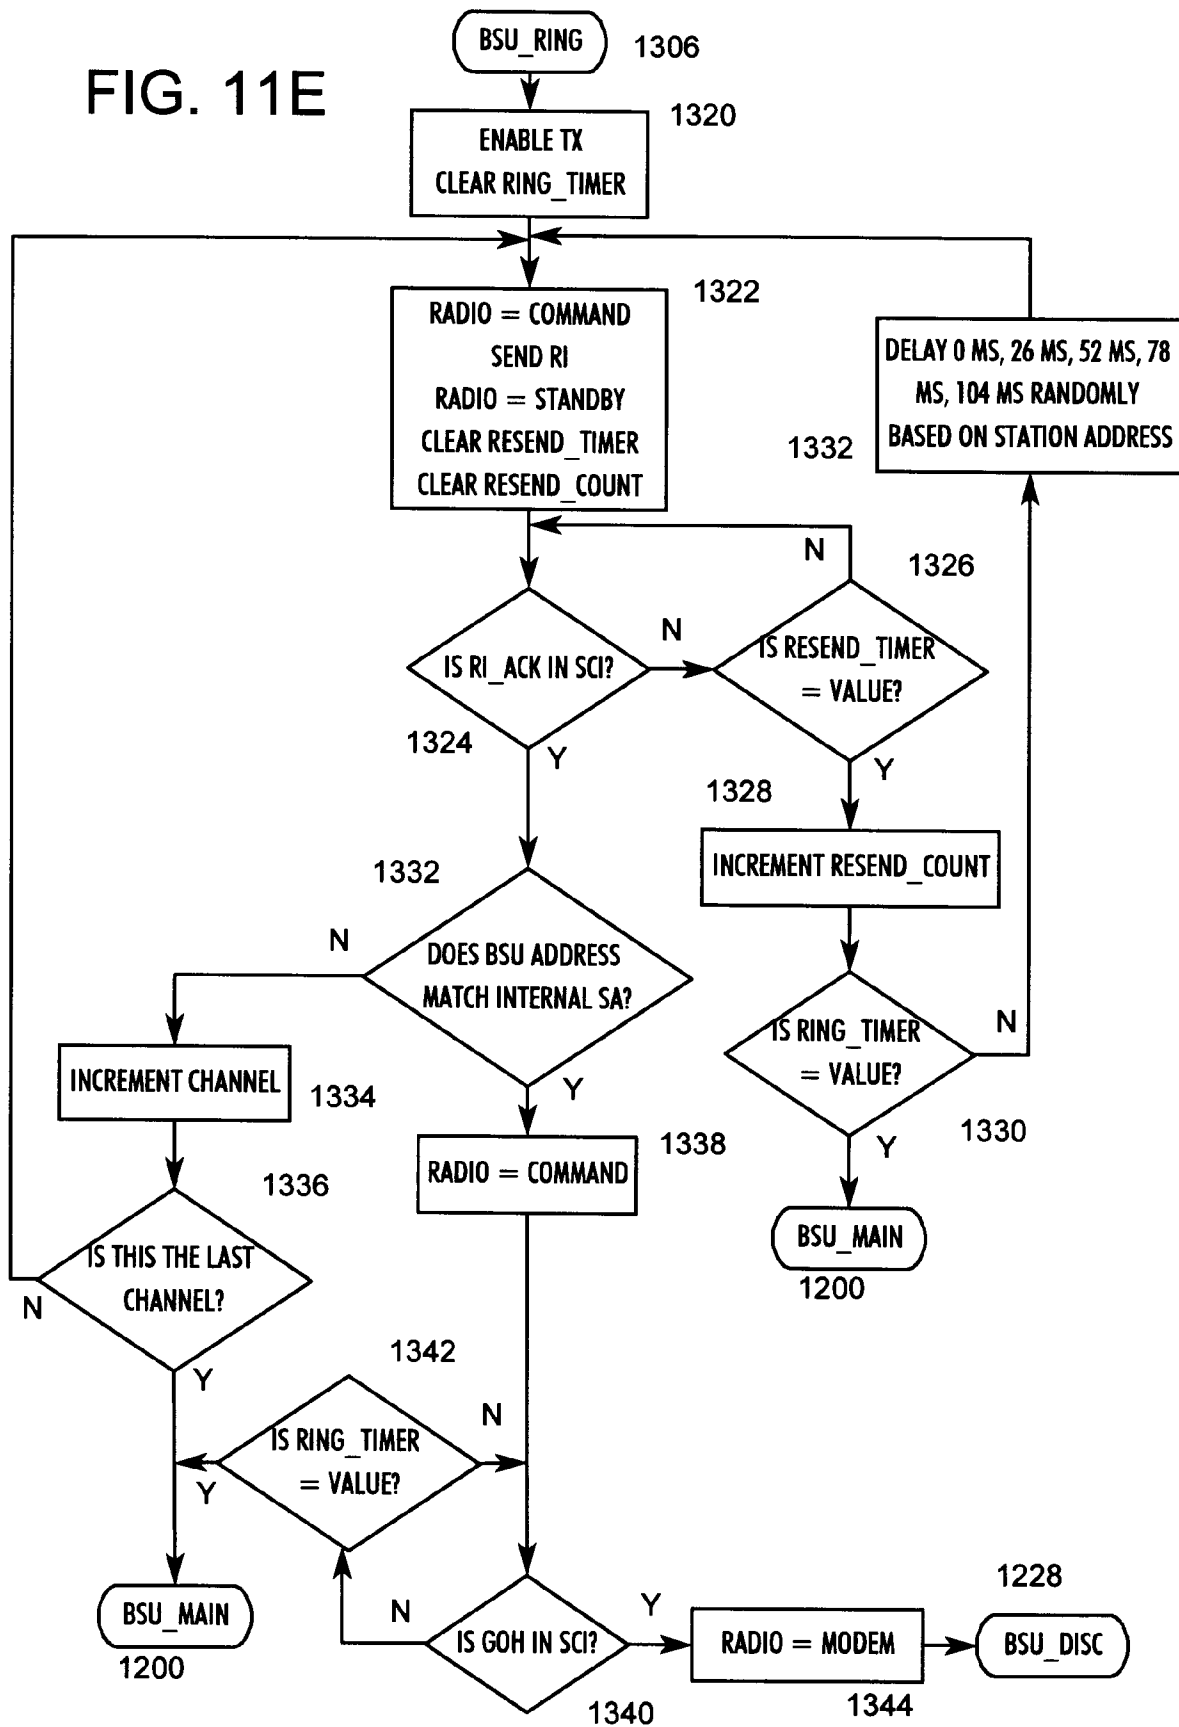 FIG. 11E
BSU_RING
1306
1320
ENABLE TX
CLEAR RING_TIMER
1322
RADIO = COMMAND
SEND RI
RADIO = STANDBY
CLEAR RESEND_TIMER
CLEAR RESEND_COUNT
DELAY 0 MS, 26 MS, 52 MS, 78
MS, 104 MS RANDOMLY
BASED ON STATION ADDRESS
1332
N
1326
IS RI_ACK IN SCI?
N
IS RESEND_TIMER
= VALUE?
1324
Y
Y
1328
INCREMENT RESEND_COUNT
1332
N
DOES BSU ADDRESS
MATCH INTERNAL SA?
Y
IS RING_TIMER
= VALUE?
N
1330
Y
BSU_MAIN
1200
INCREMENT CHANNEL
1334
1338
RADIO = COMMAND
1336
IS THIS THE LAST
CHANNEL?
N
Y
1342
IS RING_TIMER
= VALUE?
N
Y
BSU_MAIN
1200
N
IS GOH IN SCI?
Y
1340
RADIO = MODEM
1344
1228
BSU_DISC